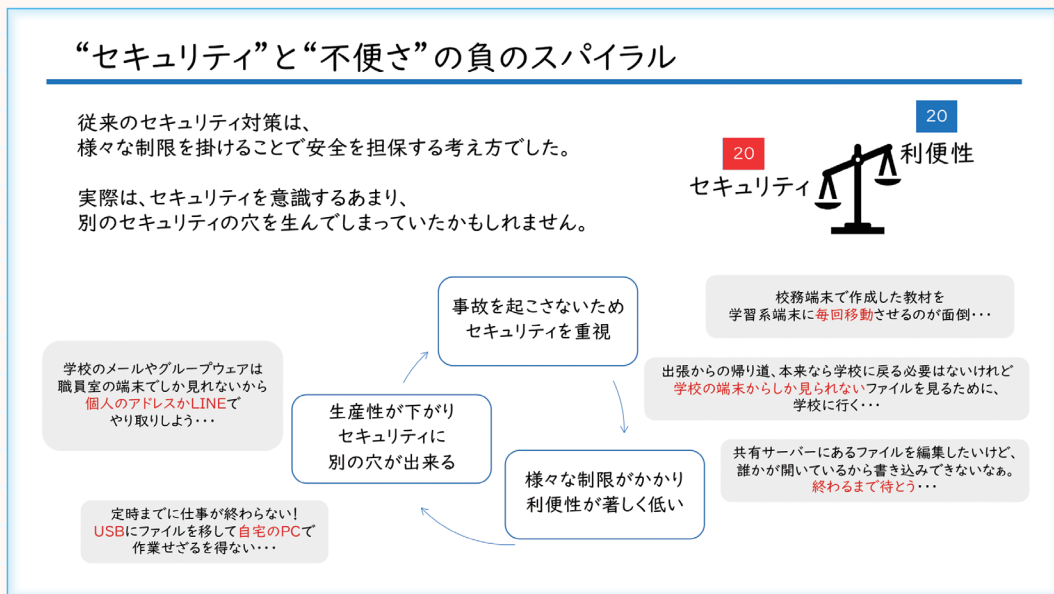 “セキュリティ”と“不便さ”の負のスパイラル
従来のセキュリティ対策は、
様々な制限を掛けることで安全を担保する考え方でした。
実際は、セキュリティを意識するあまり、
別のセキュリティの穴を生んでしまっていたかもしれません。
20
利便性
20
セキュリティ
事故を起こさないため
セキュリティを重視
校務端末で作成した教材を
学習系端末に毎回移動させるのが面倒・・・
出張からの帰り道、本来なら学校に戻る必要はないけれど
学校の端末からしか見られないファイルを見るために、
学校に行く・・・
共有サーバーにあるファイルを編集したいけど、
誰かが開いているから書き込みできないなぁ。
終わるまで待とう・・・
様々な制限がかかり
利便性が著しく低い
生産性が下がり
セキュリティに
別の穴が出来る
学校のメールやグループウェアは
職員室の端末でしか見れないから
個人のアドレスかLINEで
やり取りしよう・・・
定時までに仕事が終わらない！
USBにファイルを移して自宅のPCで
作業せざるを得ない・・・